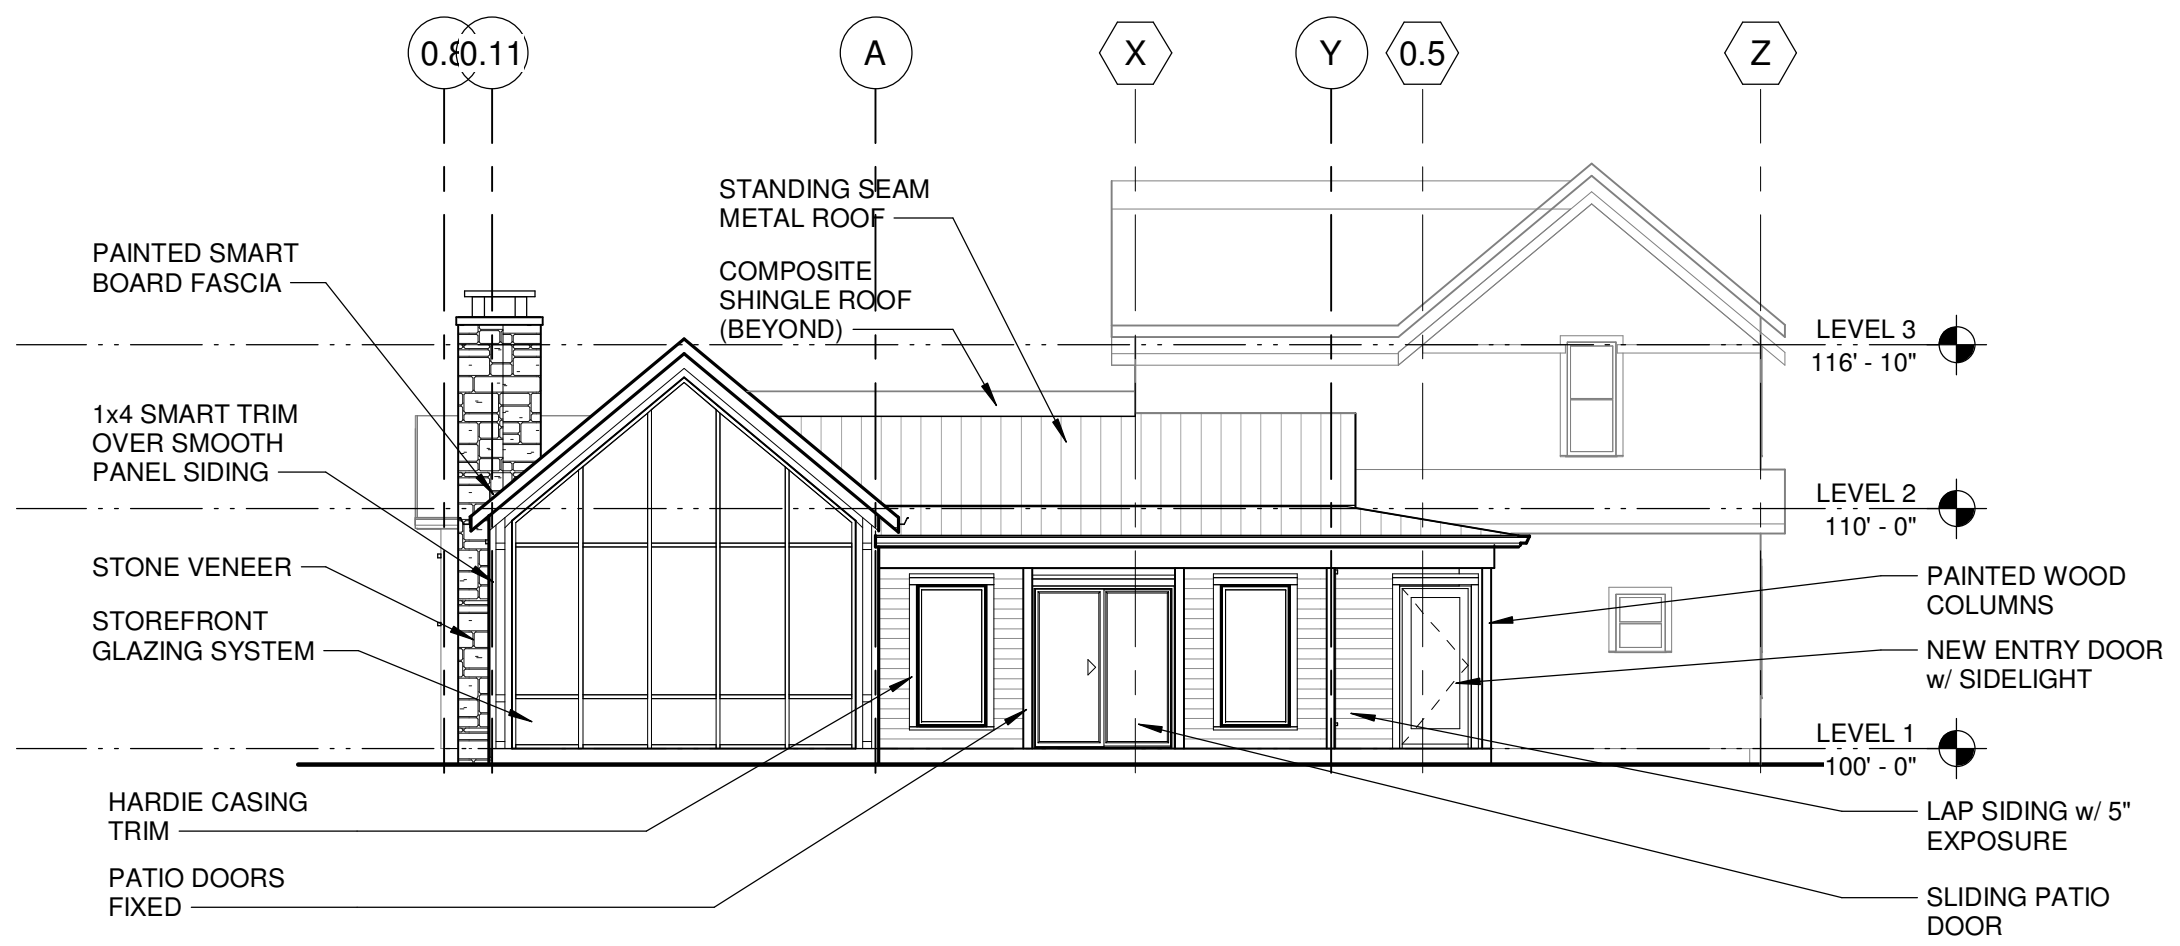 0.8
0.11
A
X
Y
0.5
Z
STANDING SEAM
METAL ROOF
COMPOSITE
SHINGLE ROOF
(BEYOND)
PAINTED SMART
BOARD FASCIA
1x4 SMART TRIM
OVER SMOOTH
PANEL SIDING
STONE VENEER
STOREFRONT
GLAZING SYSTEM
HARDIE CASING
TRIM
PATIO DOORS
FIXED
LEVEL 3
116' - 10"
LEVEL 2
110' - 0"
PAINTED WOOD
COLUMNS
NEW ENTRY DOOR
w/ SIDELIGHT
LEVEL 1
100' - 0"
LAP SIDING w/ 5"
EXPOSURE
SLIDING PATIO
DOOR